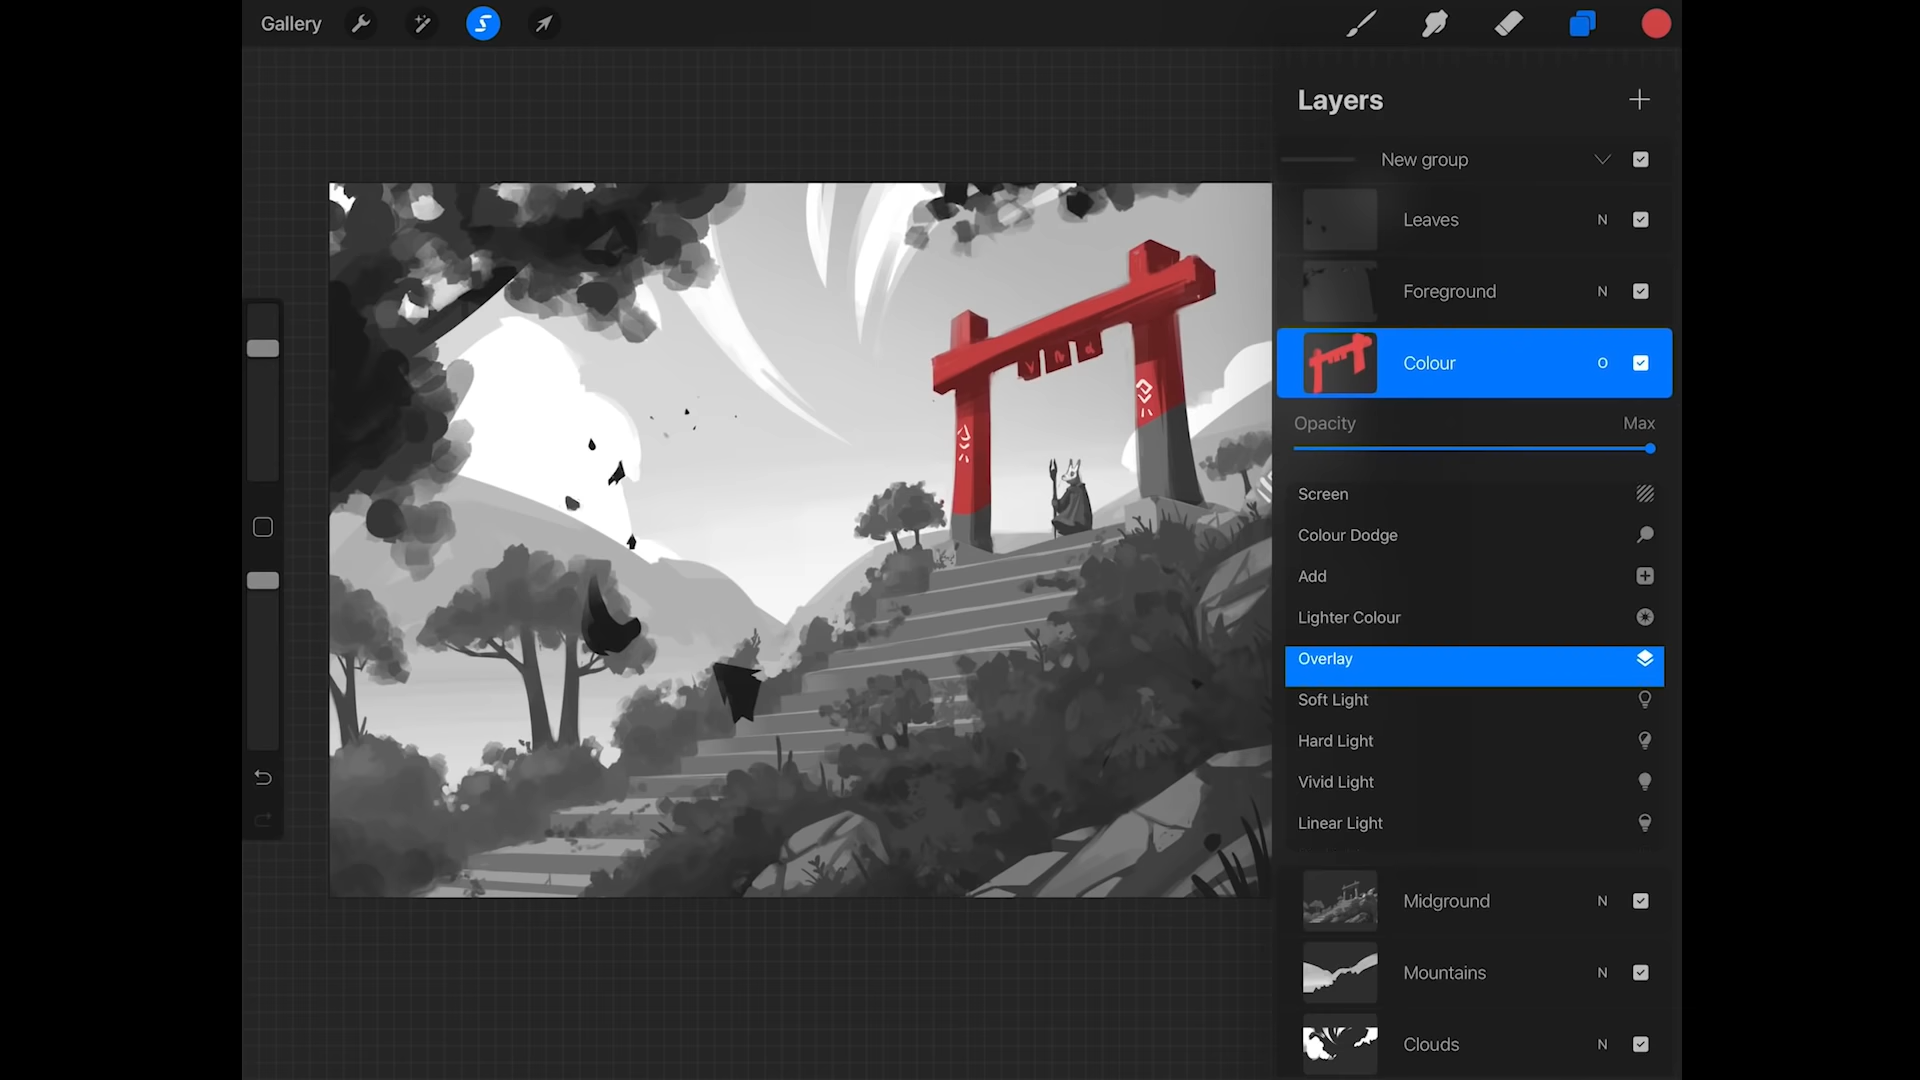 Gallery
Layers
New group
Leaves N
Foreground N
Colour O
Opacity Max
Screen
Colour Dodge
Add
Lighter Colour
Overlay
Soft Light
Hard Light
Vivid Light
Linear Light
Midground N
Mountains N
Clouds N